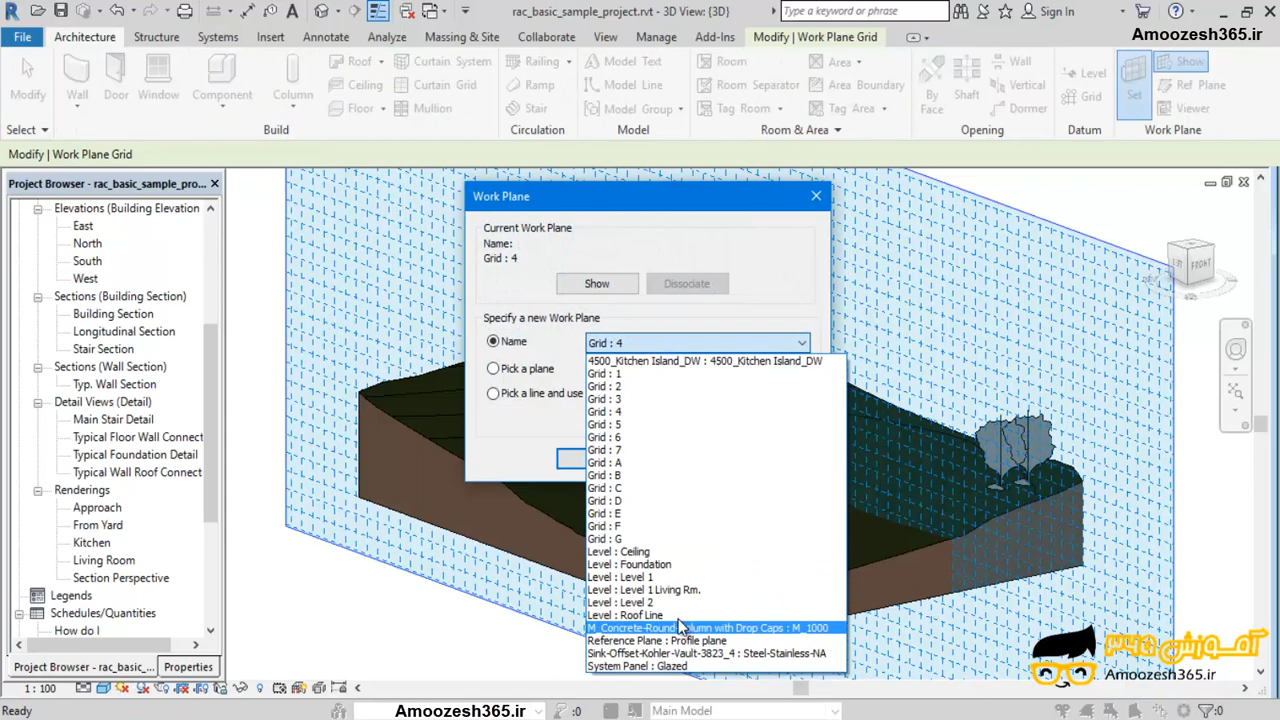 rac_basic_sample_project.rvt - 3D View: {3D}
Type a keyword or phrase
Sign In
Amoozesh365.ir
File Architecture Structure Systems Insert Annotate Analyze Massing & Site Collaborate View Manage Add-Ins Modify | Work Plane Grid
Modify Wall Door Window Component Column
Roof Curtain System
Ceiling Curtain Grid
Floor Mullion
Railing
Ramp
Stair
Model Text
Model Line
Model Group
Room Area
Room Separator Area Boundary
Tag Room Tag Area
By Face Shaft
Wall
Vertical
Dormer
Level
Grid
Set
Show
Ref Plane
Viewer
Select Build Circulation Model Room & Area Opening Datum Work Plane
Modify | Work Plane Grid
Project Browser - rac_basic_sample_pro...
Elevations (Building Elevation
East
North
South
West
Sections (Building Section)
Building Section
Longitudinal Section
Stair Section
Sections (Wall Section)
Typ. Wall Section
Detail Views (Detail)
Main Stair Detail
Typical Floor Wall Connect
Typical Foundation Detail
Typical Wall Roof Connect
Renderings
Approach
From Yard
Kitchen
Living Room
Section Perspective
Legends
Schedules/Quantities
How do I
Project Browser - rac_basic_... Properties
Work Plane
Current Work Plane
Name:
Grid : 4
Show Dissociate
Specify a new Work Plane
Name Grid : 4
Pick a plane
Pick a line and use
4500_Kitchen Island_DW : 4500_Kitchen Island_DW
Grid : 1
Grid : 2
Grid : 3
Grid : 4
Grid : 5
Grid : 6
Grid : 7
Grid : A
Grid : B
Grid : C
Grid : D
Grid : E
Grid : F
Grid : G
Level : Ceiling
Level : Foundation
Level : Level 1
Level : Level 1 Living Rm.
Level : Level 2
Level : Roof Line
M_Concrete-Round-Column with Drop Caps : M_1000
Reference Plane : Profile plane
Sink-Offset-Kohler-Vault-3823_4 : Steel-Stainless-NA
System Panel : Glazed
FRONT
آموزش ۳۶۵
Amoozesh365.ir
1 : 100
Ready
Amoozesh365.ir
:0
Main Model
:0